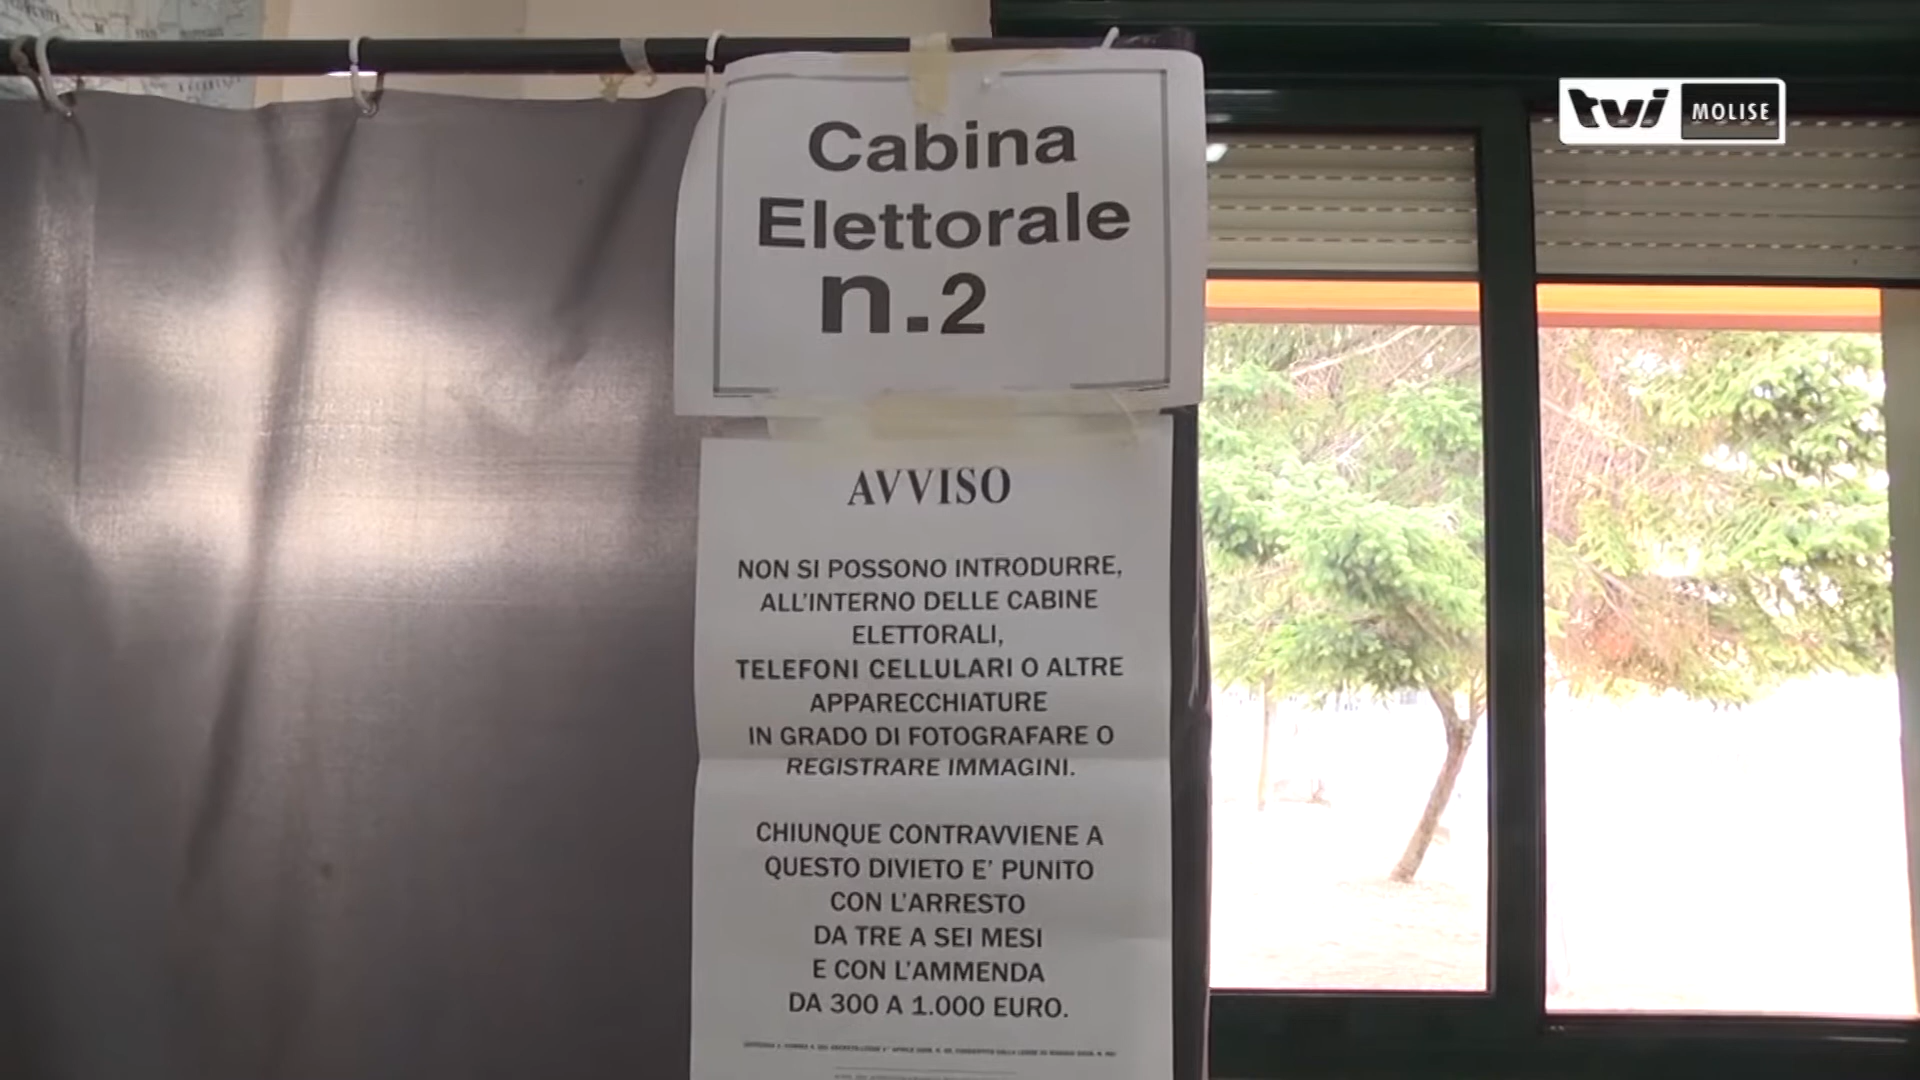 tvi MOLISE
Cabina
Elettorale
n.2
AVVISO
NON SI POSSONO INTRODURRE,
ALL'INTERNO DELLE CABINE
ELETTORALI,
TELEFONI CELLULARI O ALTRE
APPARECCHIATURE
IN GRADO DI FOTOGRAFARE O
REGISTRARE IMMAGINI.
CHIUNQUE CONTRAVVIENE A
QUESTO DIVIETO E' PUNITO
CON L'ARRESTO
DA TRE A SEI MESI
E CON L'AMMENDA
DA 300 A 1.000 EURO.